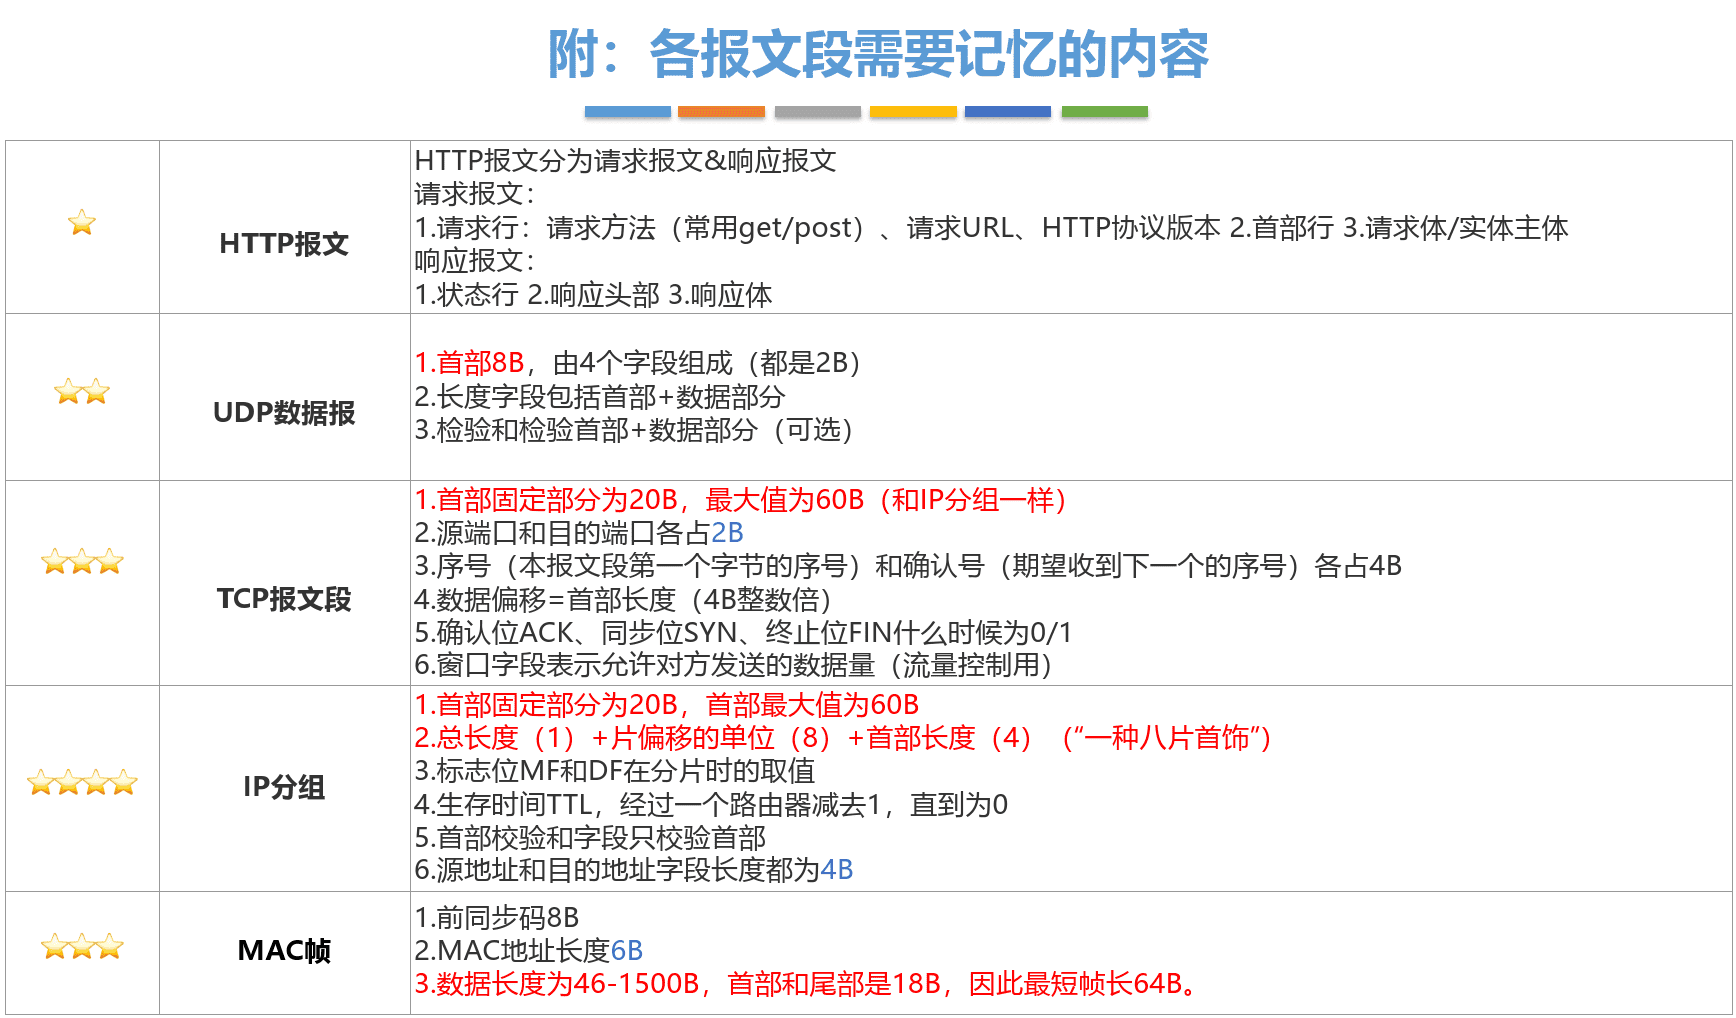 附：各报文段需要记忆的内容
HTTP报文
HTTP报文分为请求报文&响应报文
请求报文：
1.请求行：请求方法（常用get/post）、请求URL、HTTP协议版本 2.首部行 3.请求体/实体主体
响应报文：
1.状态行 2.响应头部 3.响应体
UDP数据报
1.首部8B，由4个字段组成（都是2B）
2.长度字段包括首部+数据部分
3.检验和检验首部+数据部分（可选）
TCP报文段
1.首部固定部分为20B，最大值为60B（和IP分组一样）
2.源端口和目的端口各占2B
3.序号（本报文段第一个字节的序号）和确认号（期望收到下一个的序号）各占4B
4.数据偏移=首部长度（4B整数倍）
5.确认位ACK、同步位SYN、终止位FIN什么时候为0/1
6.窗口字段表示允许对方发送的数据量（流量控制用）
IP分组
1.首部固定部分为20B，首部最大值为60B
2.总长度（1）+片偏移的单位（8）+首部长度（4）（“一种八片首饰”）
3.标志位MF和DF在分片时的取值
4.生存时间TTL，经过一个路由器减去1，直到为0
5.首部校验和字段只校验首部
6.源地址和目的地址字段长度都为4B
MAC帧
1.前同步码8B
2.MAC地址长度6B
3.数据长度为46-1500B，首部和尾部是18B，因此最短帧长64B。